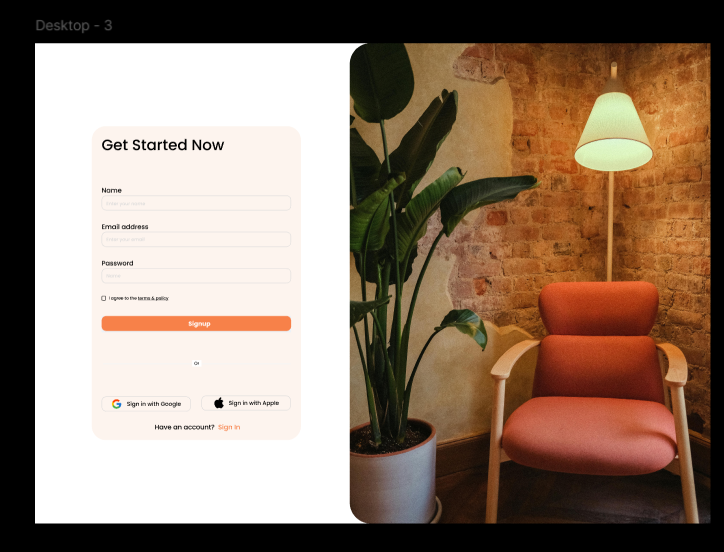 Desktop - 3
Get Started Now
Name
Enter your name
Email address
Enter your email
Password
I agree to the terms & policy
Signup
Or
Sign in with Google
Sign in with Apple
Have an account? Sign In